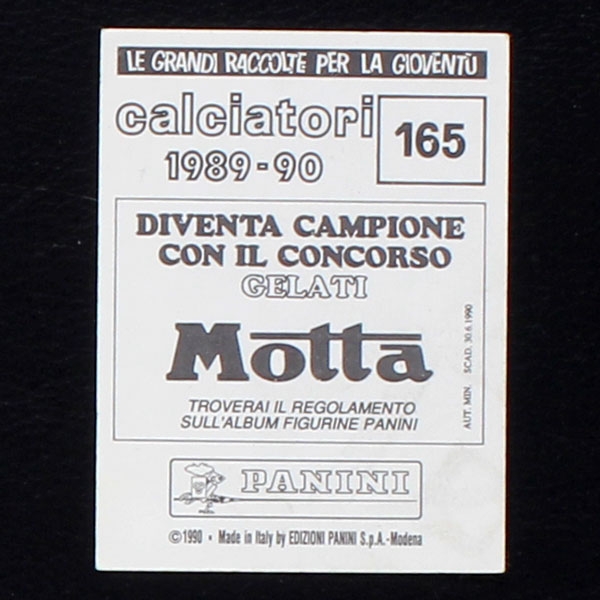 LE GRANDI RACCOLTE PER LA GIOVENTÙ
calciatori
1989-90
165
DIVENTA CAMPIONE
CON IL CONCORSO
GELATI
Motta
TROVERAI IL REGOLAMENTO
SULL'ALBUM FIGURINE PANINI
AUT. MIN. SCAD. 30.6.1990
PANINI
©1990 • Made in Italy by EDIZIONI PANINI S.p.A.-Modena